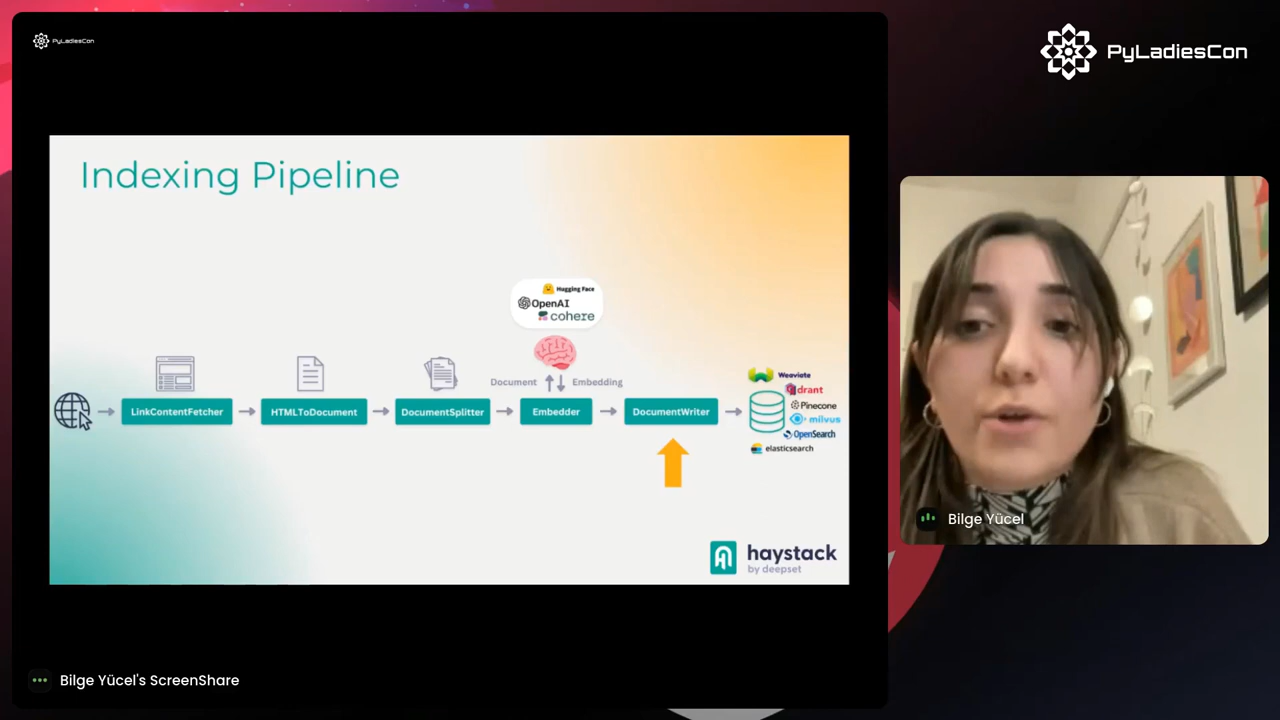 PyLadiesCon
PyLadiesCon
Indexing Pipeline
Hugging Face
OpenAI
cohere
Document
Embedding
LinkContentFetcher
HTMLToDocument
DocumentSplitter
Embedder
DocumentWriter
Weaviate
drant
Pinecone
milvus
OpenSearch
elasticsearch
haystack
by deepset
Bilge Yücel
Bilge Yücel's ScreenShare